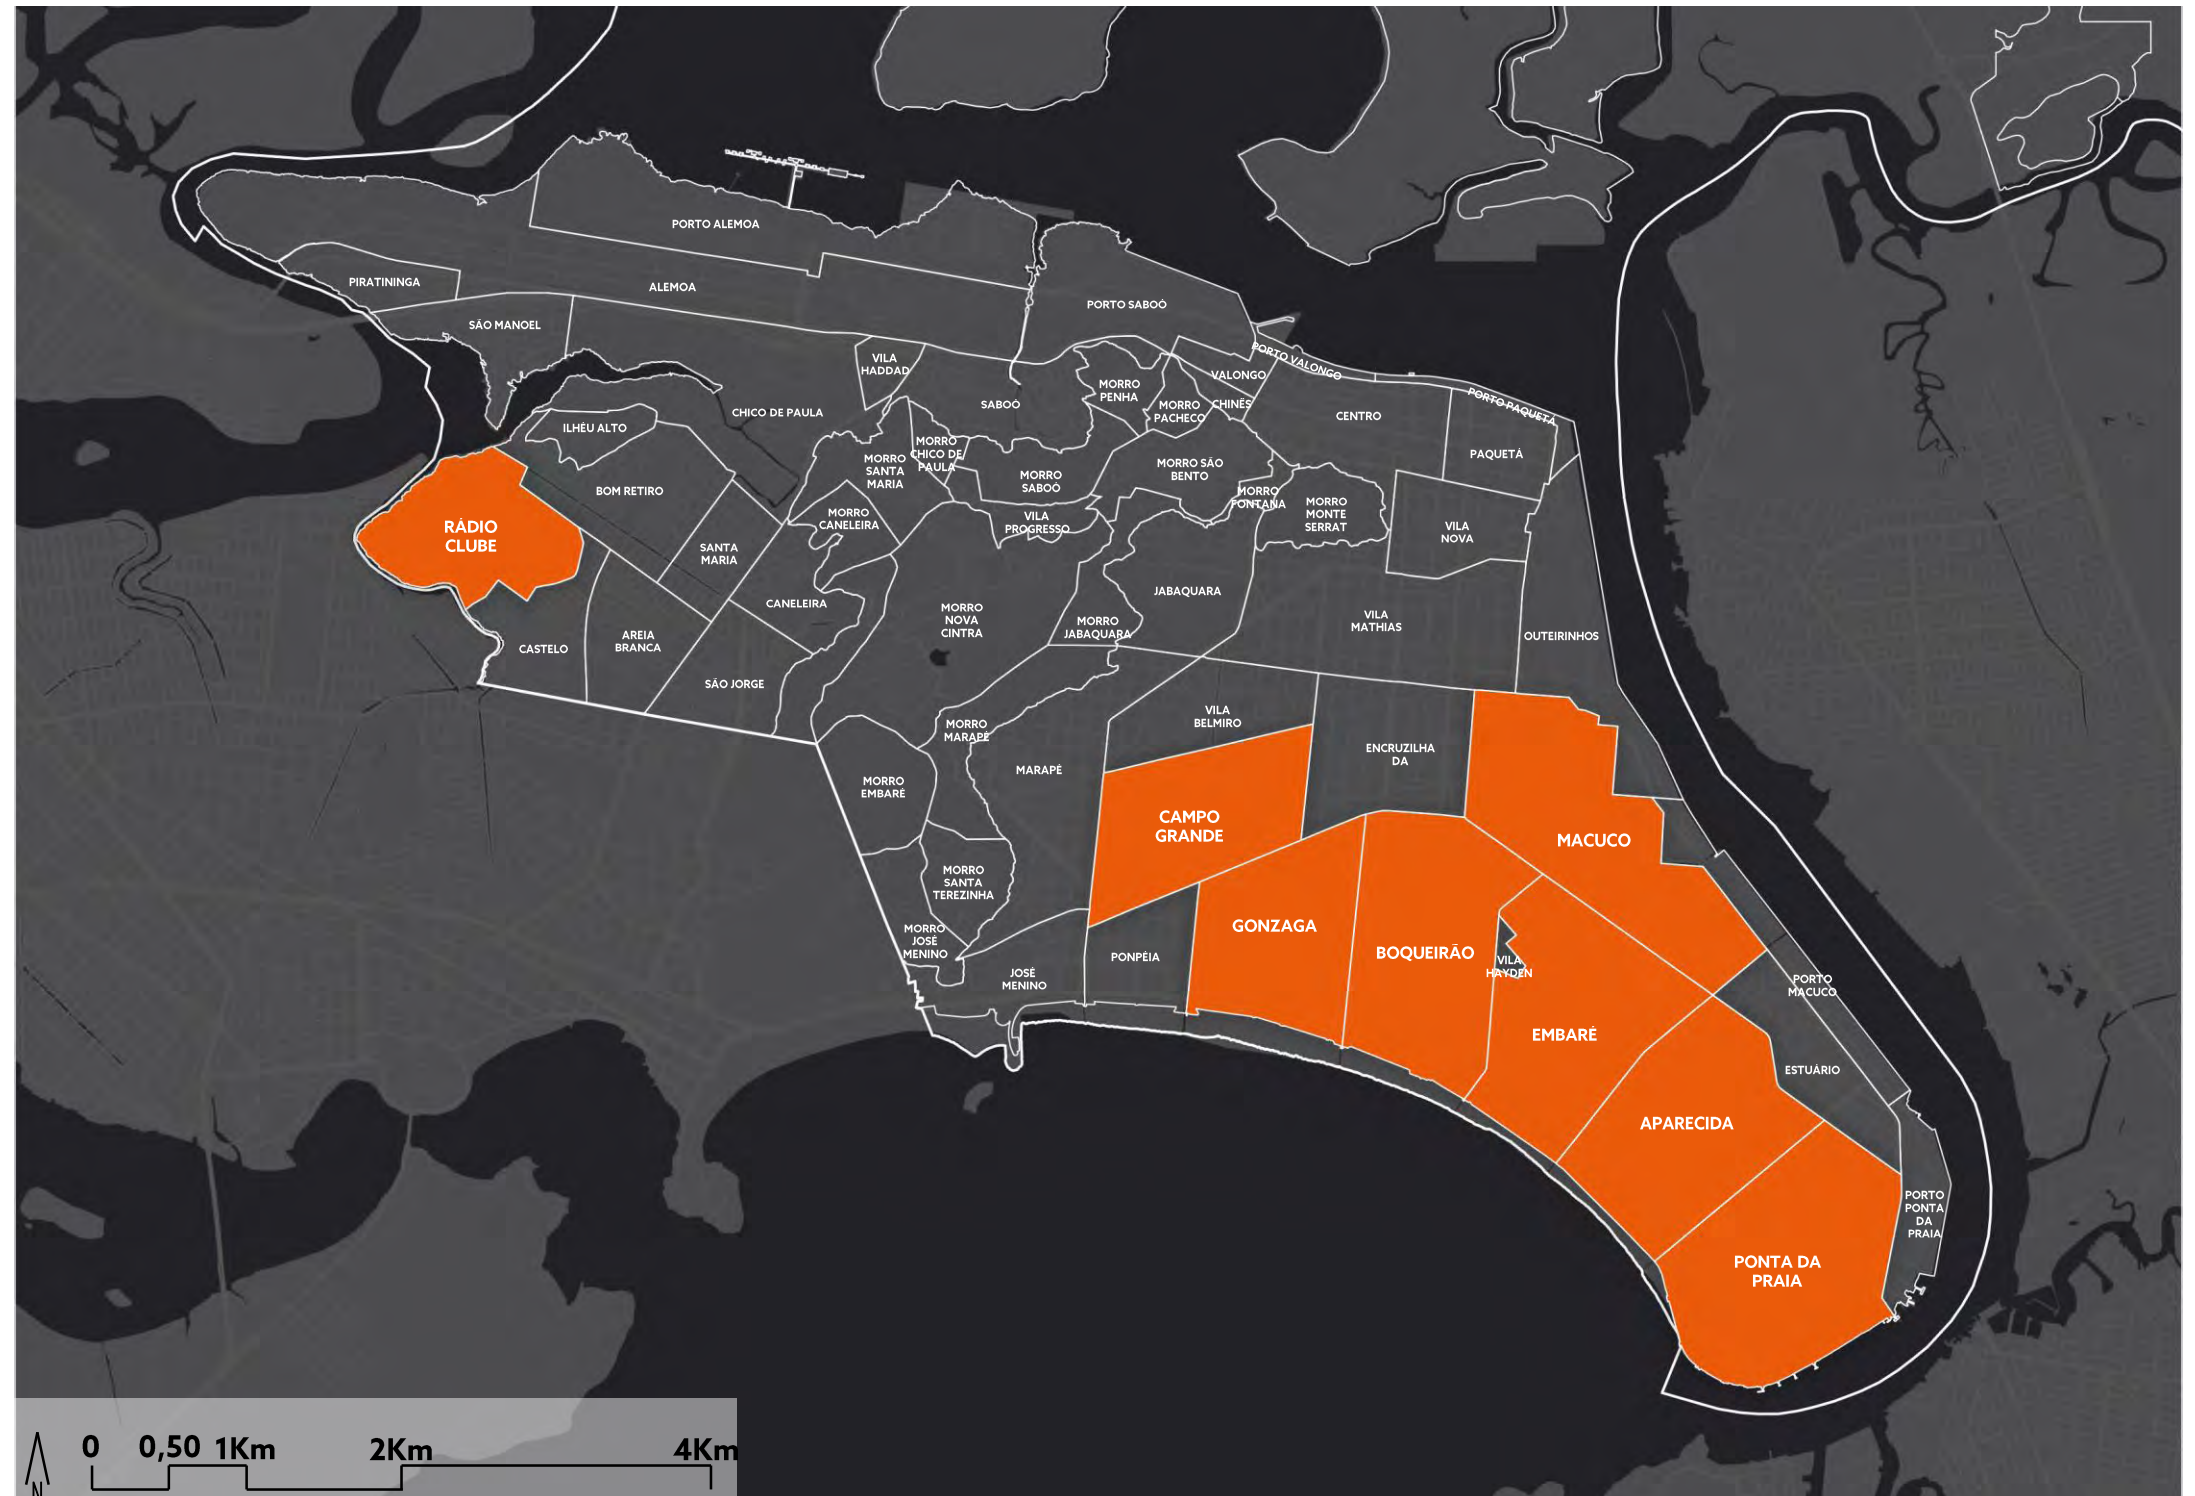 PORTO ALEMOA
PIRATININGA
ALEMOA
PORTO SABOÓ
SÃO MANOEL
PORTO VALONGO
VILA
HADDAD
VALONGO
MORRO
PENHA
PORTO PAQUETÁ
SABOÓ
MORRO
PACHECO
CHINÊS
CHICO DE PAULA
CENTRO
ILHÉU ALTO
MORRO
CHICO DE
PAULA
PAQUETÁ
MORRO
SANTA
MARIA
MORRO SÃO
BENTO
MORRO
SABOÓ
BOM RETIRO
MORRO
FONTANA
MORRO
MONTE
SERRAT
MORRO
CANELEIRA
VILA
PROGRESSO
RÁDIO
CLUBE
VILA
NOVA
SANTA
MARIA
JABAQUARA
CANELEIRA
MORRO
NOVA
CINTRA
MORRO
JABAQUARA
VILA
MATHIAS
OUTEIRINHOS
AREIA
BRANCA
CASTELO
SÃO JORGE
VILA
BELMIRO
MORRO
MARAPÉ
ENCRUZILHA
DA
MARAPÉ
MORRO
EMBARÉ
CAMPO
GRANDE
MACUCO
MORRO
SANTA
TEREZINHA
GONZAGA
MORRO
JOSÉ
MENINO
PONPÉIA
BOQUEIRÃO
VILA
HAYDEN
JOSÉ
MENINO
PORTO
MACUCO
EMBARÉ
ESTUÁRIO
APARECIDA
PORTO
PONTA
DA
PRAIA
PONTA DA
PRAIA
0 0,50 1Km 2Km 4Km
N